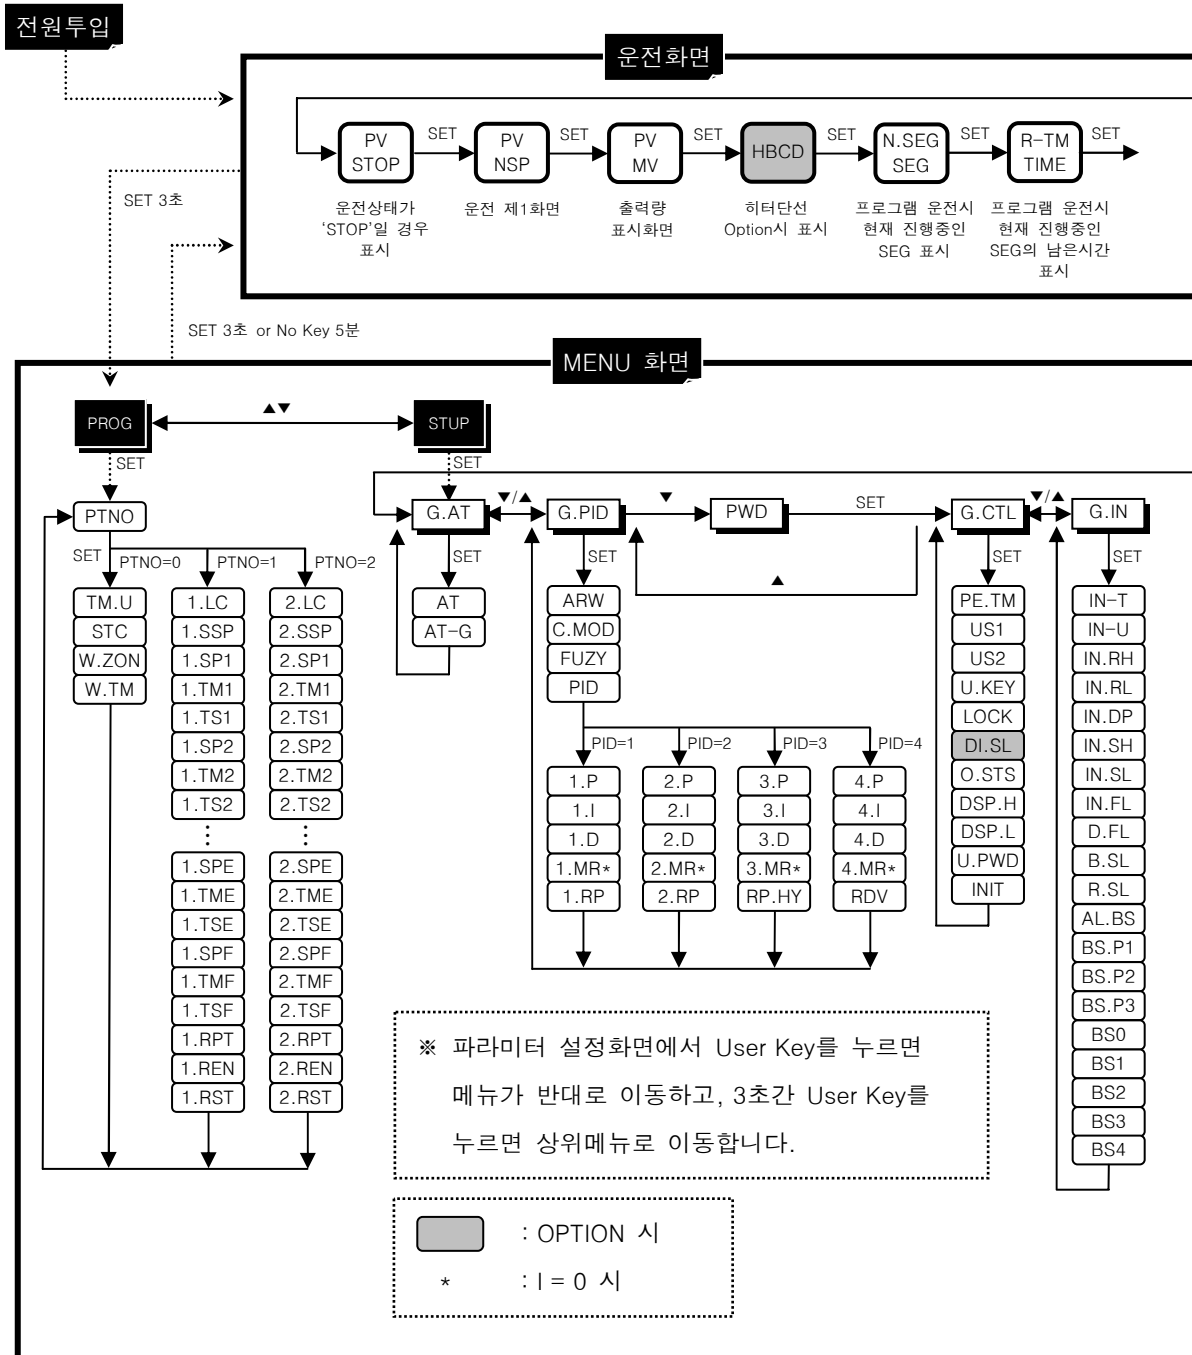 전원투입
운전화면
PV
STOP
SET
PV
NSP
SET
PV
MV
SET
HBCD
SET
N.SEG
SEG
SET
R-TM
TIME
SET
운전상태가
‘STOP’일 경우
표시
운전 제1화면
출력량
표시화면
히터단선
Option시 표시
프로그램 운전시
현재 진행중인
SEG 표시
프로그램 운전시
현재 진행중인
SEG의 남은시간
표시
SET 3초
SET 3초 or No Key 5분
MENU 화면
PROG
▲▼
STUP
SET
SET
PTNO
G.AT
▼/▲
G.PID
▼
PWD
SET
G.CTL
▼/▲
G.IN
SET
PTNO=0
PTNO=1
PTNO=2
SET
SET
▲
SET
SET
TM.U
STC
W.ZON
W.TM
1.LC
1.SSP
1.SP1
1.TM1
1.TS1
1.SP2
1.TM2
1.TS2
⋮
1.SPE
1.TME
1.TSE
1.SPF
1.TMF
1.TSF
1.RPT
1.REN
1.RST
2.LC
2.SSP
2.SP1
2.TM1
2.TS1
2.SP2
2.TM2
2.TS2
⋮
2.SPE
2.TME
2.TSE
2.SPF
2.TMF
2.TSF
2.RPT
2.REN
2.RST
AT
AT-G
ARW
C.MOD
FUZY
PID
PID=1
PID=2
PID=3
PID=4
1.P
1.I
1.D
1.MR*
1.RP
2.P
2.I
2.D
2.MR*
2.RP
3.P
3.I
3.D
3.MR*
RP.HY
4.P
4.I
4.D
4.MR*
RDV
PE.TM
US1
US2
U.KEY
LOCK
DI.SL
O.STS
DSP.H
DSP.L
U.PWD
INIT
IN-T
IN-U
IN.RH
IN.RL
IN.DP
IN.SH
IN.SL
IN.FL
D.FL
B.SL
R.SL
AL.BS
BS.P1
BS.P2
BS.P3
BS0
BS1
BS2
BS3
BS4
※ 파라미터 설정화면에서 User Key를 누르면
메뉴가 반대로 이동하고, 3초간 User Key를
누르면 상위메뉴로 이동합니다.
: OPTION 시
* : I = 0 시